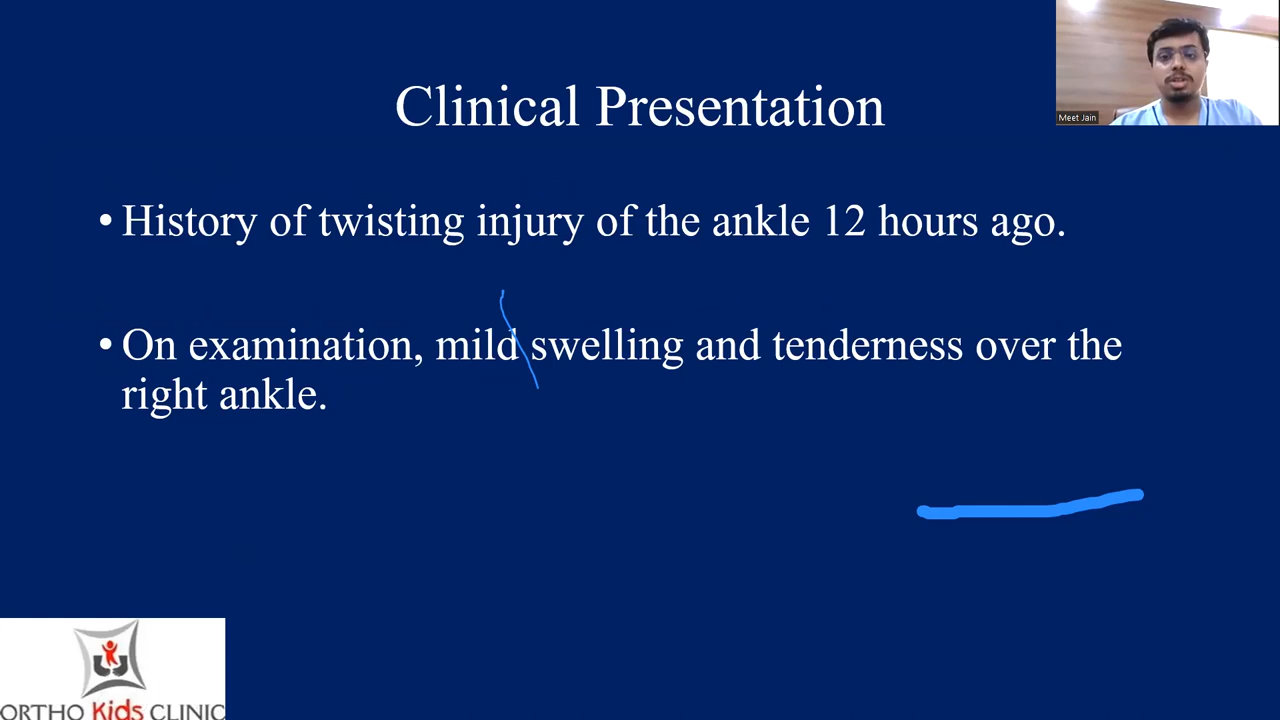 Meet Jain
Clinical Presentation
• History of twisting injury of the ankle 12 hours ago.
• On examination, mild swelling and tenderness over the
right ankle.
ORTHO Kids CLINIC